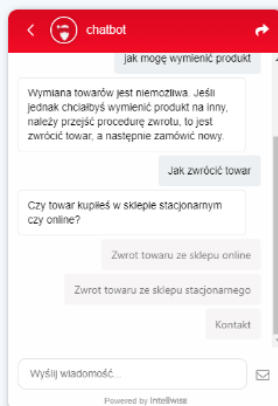 chatbot
jak mogę wymienić produkt
Wymiana towarów jest niemożliwa. Jeśli
jednak chciałbyś wymienić produkt na inny,
należy przejść procedurę zwrotu, to jest
zwrócić towar, a następnie zamówić nowy.
Jak zwrócić towar
Czy towar kupiłeś w sklepie stacjonarnym
czy online?
Zwrot towaru ze sklepu online
Zwrot towaru ze sklepu stacjonarnego
Kontakt
Wyślij wiadomość...
Powered by Intelliwise